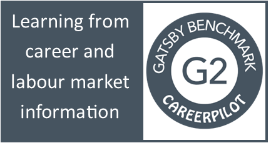 Learning from
career and
labour market
information
GATSBY BENCHMARK
G2
CAREERPILOT